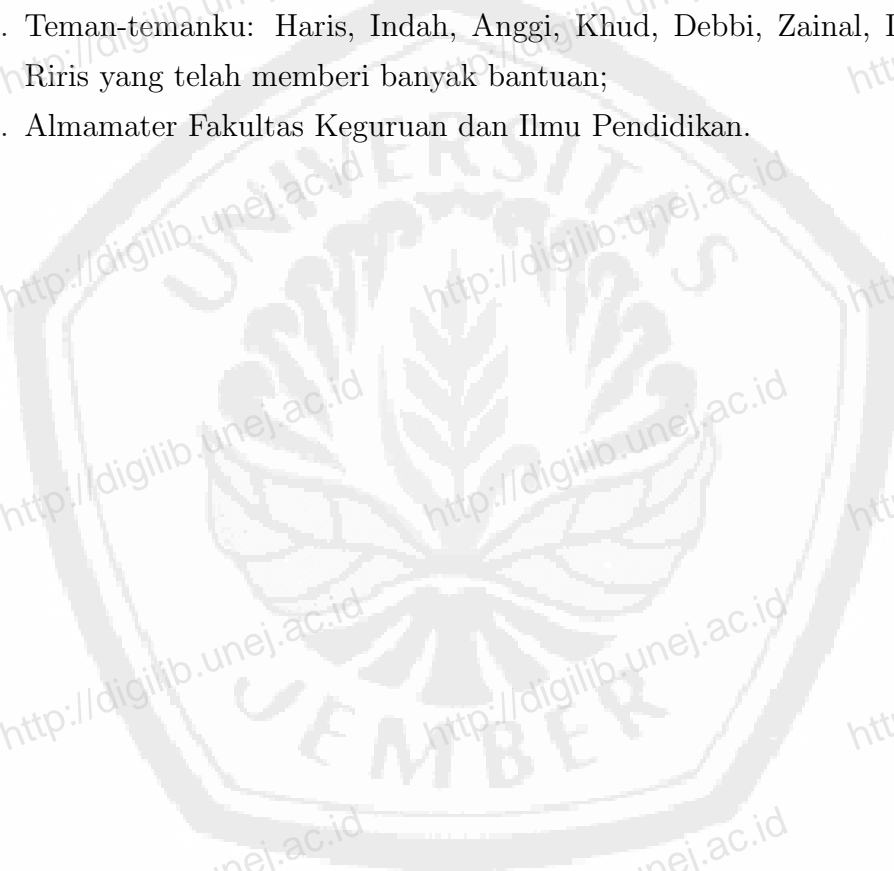 . Teman-temanku: Haris, Indah, Anggi, Khud, Debbi, Zainal,
Riris yang telah memberi banyak bantuan;
. Almamater Fakultas Keguruan dan Ilmu Pendidikan.
UNIVERSITAS
http://digilib.unej.ac.id
http://digilib.unej.ac.id
http://digilib.unej.ac.id
http://digilib.unej.ac.id
http://digilib.unej.ac.id
http://digilib.unej.ac.id
JEMBER